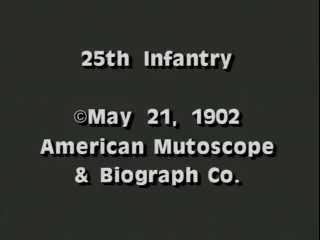 25th Infantry
©May 21, 1902
American Mutoscope
& Biograph Co.